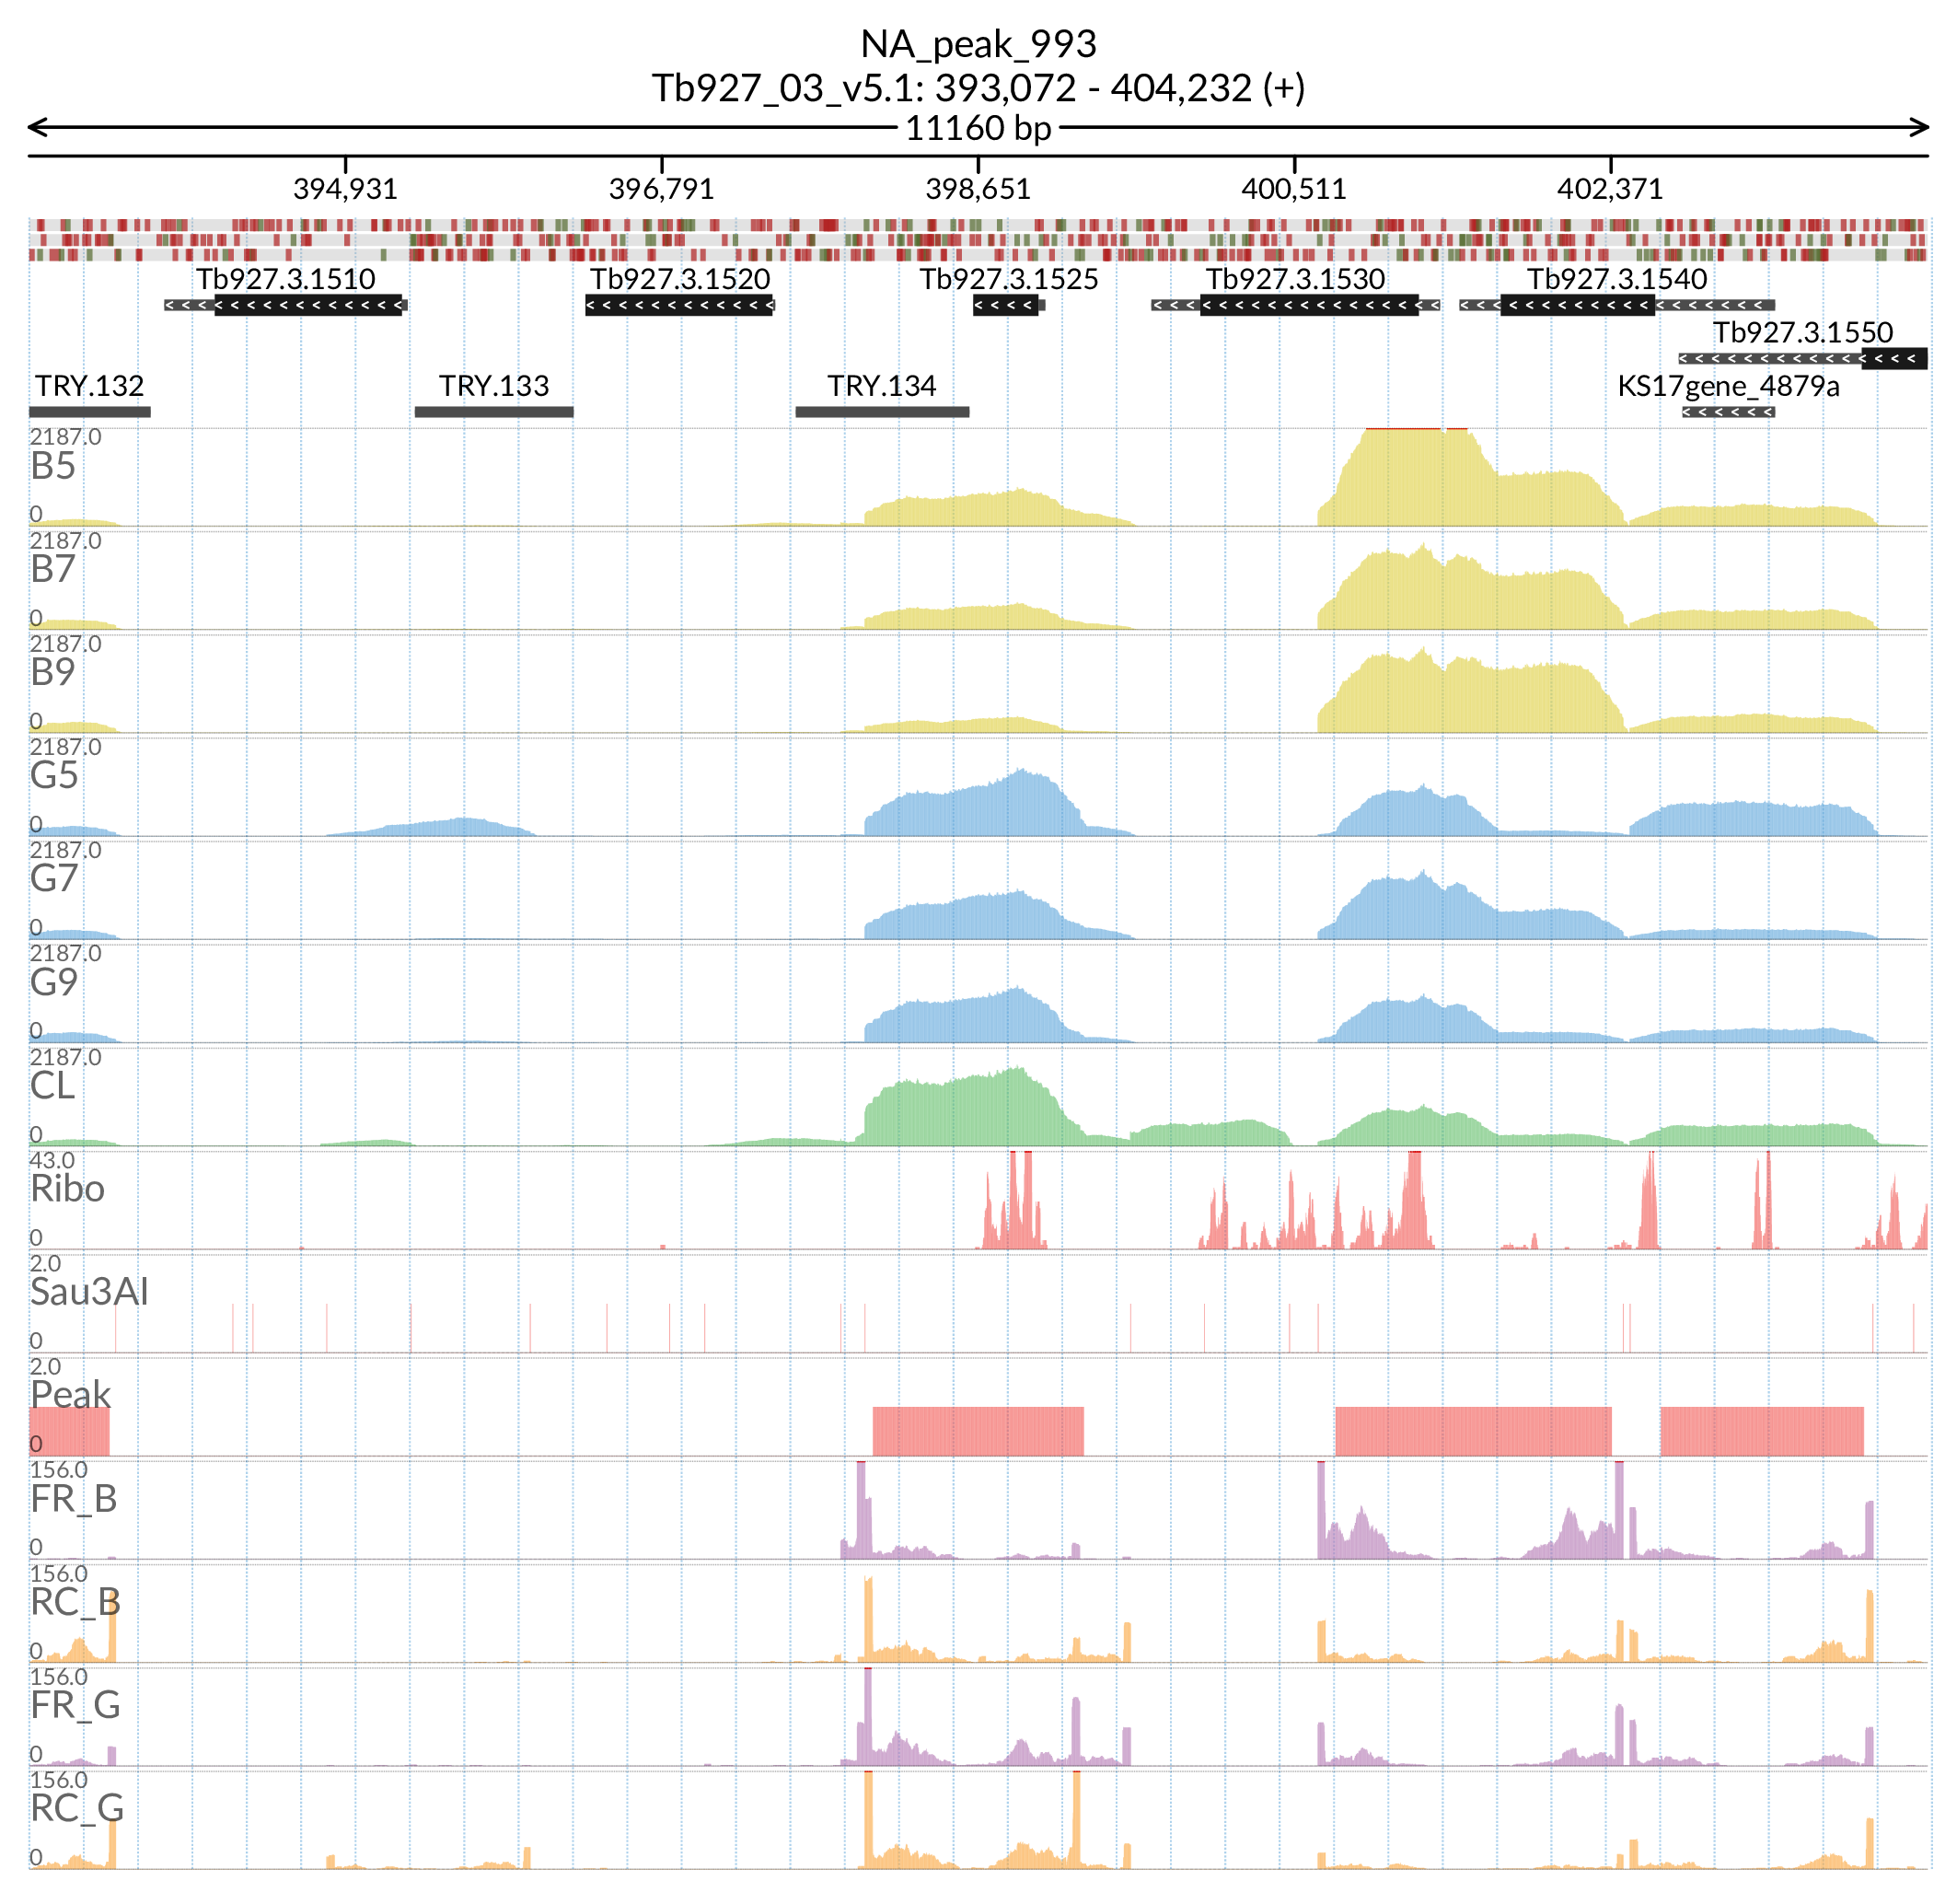 NA_peak_993
Tb927_03_v5.1: 393,072 - 404,232 (+)
11160 bp
394,931 396,791 398,651 400,511 402,371
Tb927.3.1510 Tb927.3.1520 Tb927.3.1525 Tb927.3.1530 Tb927.3.1540
Tb927.3.1550
TRY.132 TRY.133 TRY.134 KS17gene_4879a
2187.0
B5
0
2187.0
B7
0
2187.0
B9
0
2187.0
G5
0
2187.0
G7
0
2187.0
G9
0
2187.0
CL
0
43.0
Ribo
0
2.0
Sau3AI
0
2.0
Peak
0
156.0
FR_B
0
156.0
RC_B
0
156.0
FR_G
0
156.0
RC_G
0